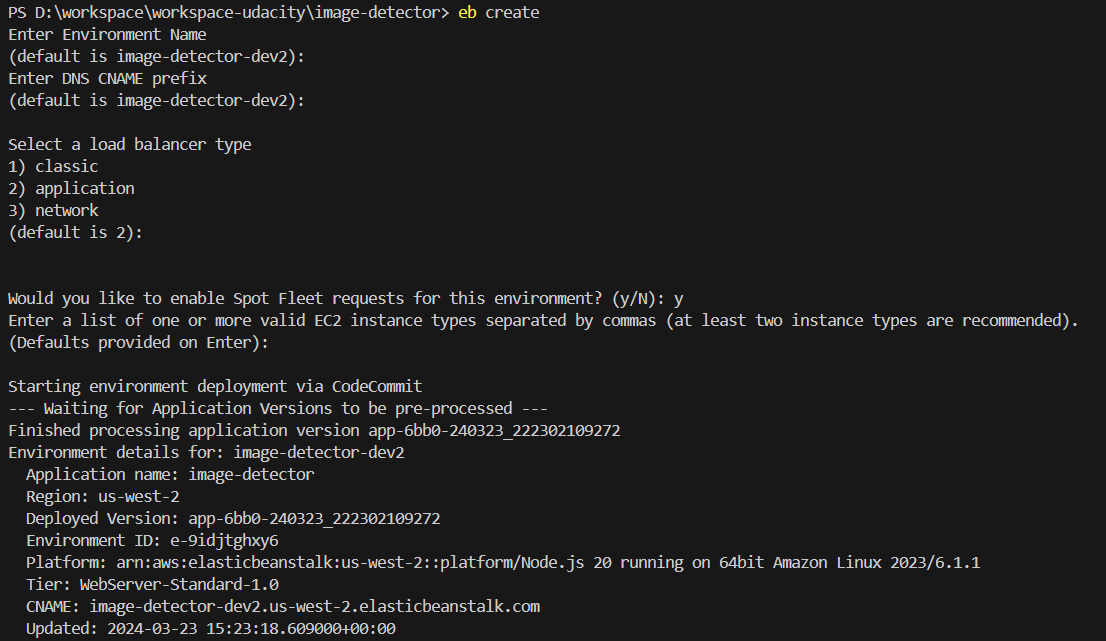 PS D:\workspace\workspace-udacity\image-detector> eb create
Enter Environment Name
(default is image-detector-dev2):
Enter DNS CNAME prefix
(default is image-detector-dev2):
Select a load balancer type
1) classic
2) application
3) network
(default is 2):
Would you like to enable Spot Fleet requests for this environment? (y/N): y
Enter a list of one or more valid EC2 instance types separated by commas (at least two instance types are recommended).
(Defaults provided on Enter):
Starting environment deployment via CodeCommit
--- Waiting for Application Versions to be pre-processed ---
Finished processing application version app-6bb0-240323_222302109272
Environment details for: image-detector-dev2
  Application name: image-detector
  Region: us-west-2
  Deployed Version: app-6bb0-240323_222302109272
  Environment ID: e-9idjtghxy6
  Platform: arn:aws:elasticbeanstalk:us-west-2::platform/Node.js 20 running on 64bit Amazon Linux 2023/6.1.1
  Tier: WebServer-Standard-1.0
  CNAME: image-detector-dev2.us-west-2.elasticbeanstalk.com
  Updated: 2024-03-23 15:23:18.609000+00:00